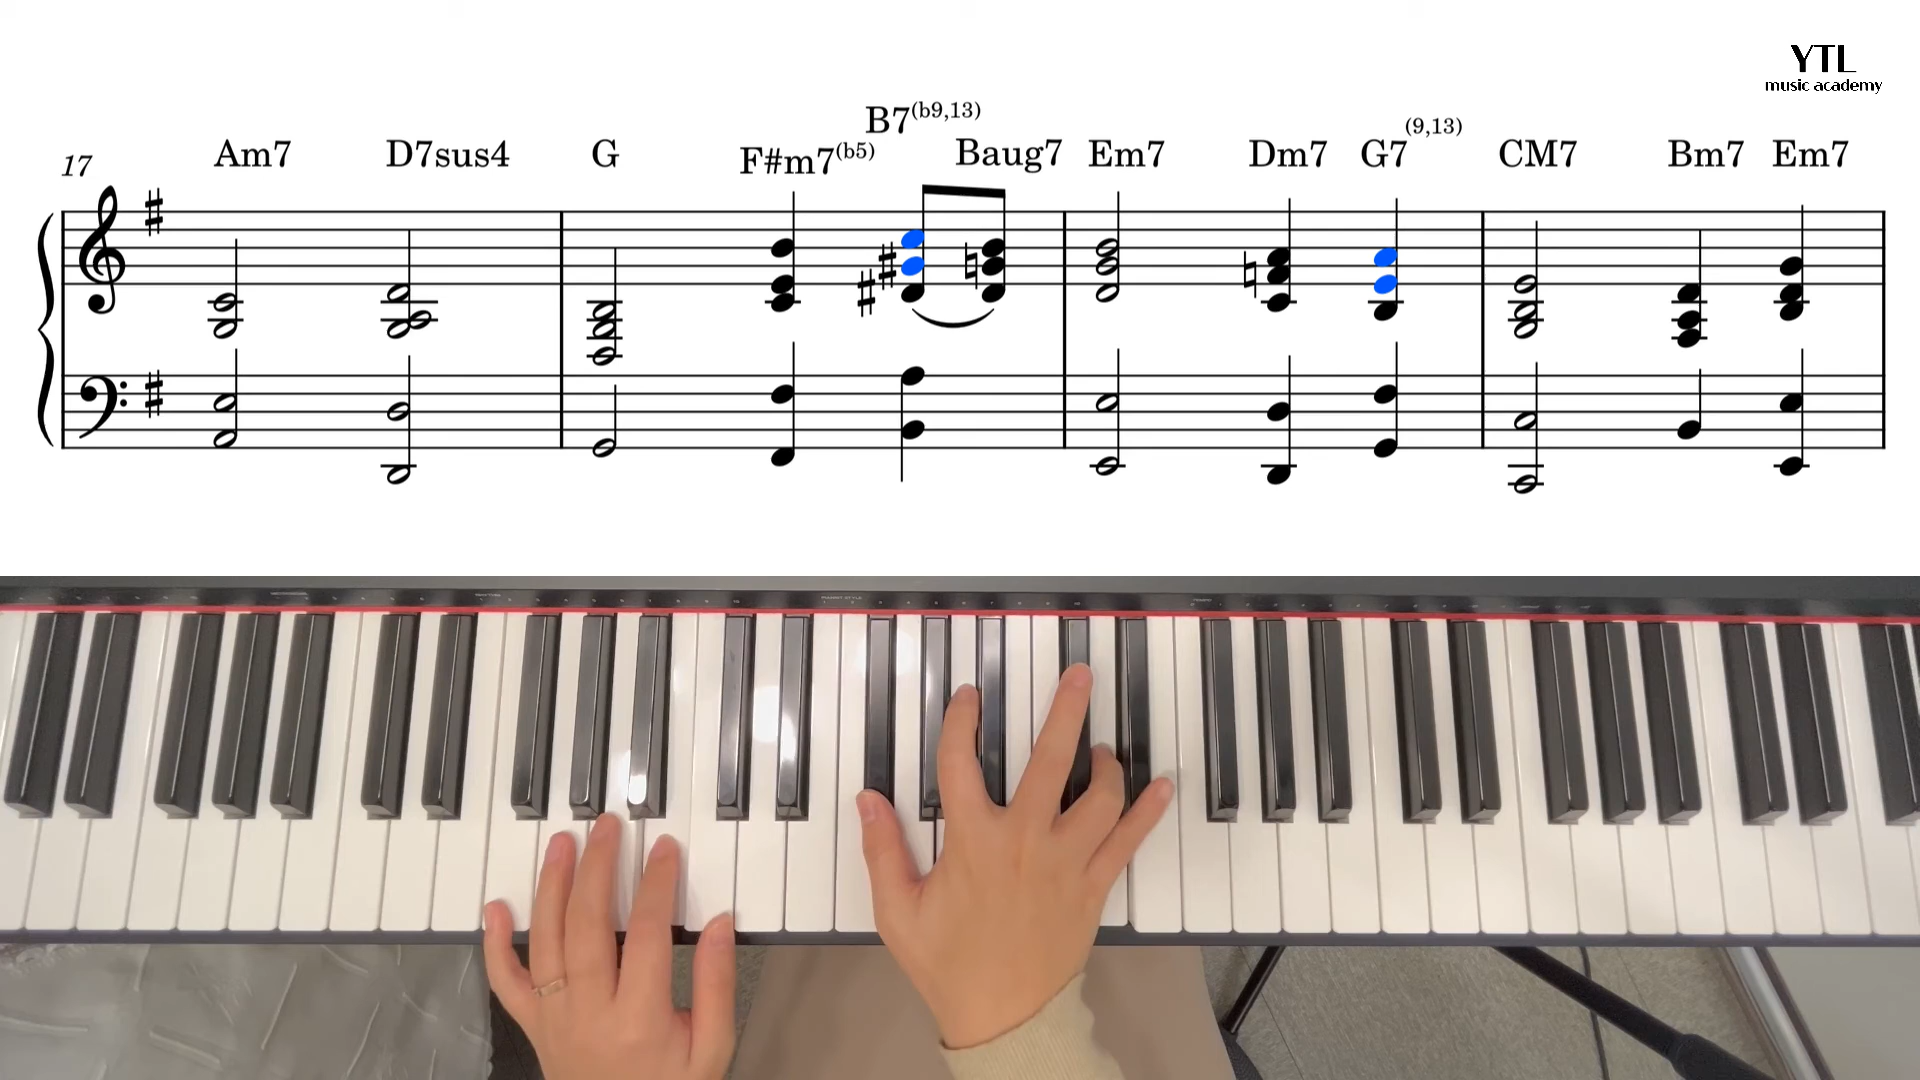 YTL
music academy
B7(b9,13)
(9,13)
17 Am7 D7sus4 G F#m7(b5) Baug7 Em7 Dm7 G7 CM7 Bm7 Em7